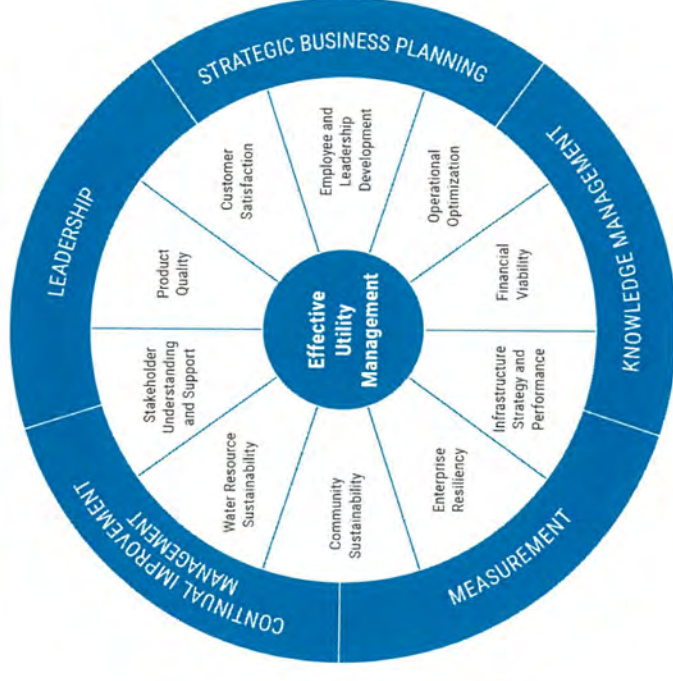 LEADERSHIP
STRATEGIC BUSINESS PLANNING
KNOWLEDGE MANAGEMENT
MEASUREMENT
CONTINUAL IMPROVEMENT
MANAGEMENT
Product
Quality
Customer
Satisfaction
Employee and
Leadership
Development
Operational
Optimization
Financial
Viability
Infrastructure
Strategy and
Performance
Enterprise
Resiliency
Community
Sustainability
Water Resource
Sustainability
Stakeholder
Understanding
and Support
Effective
Utility
Management